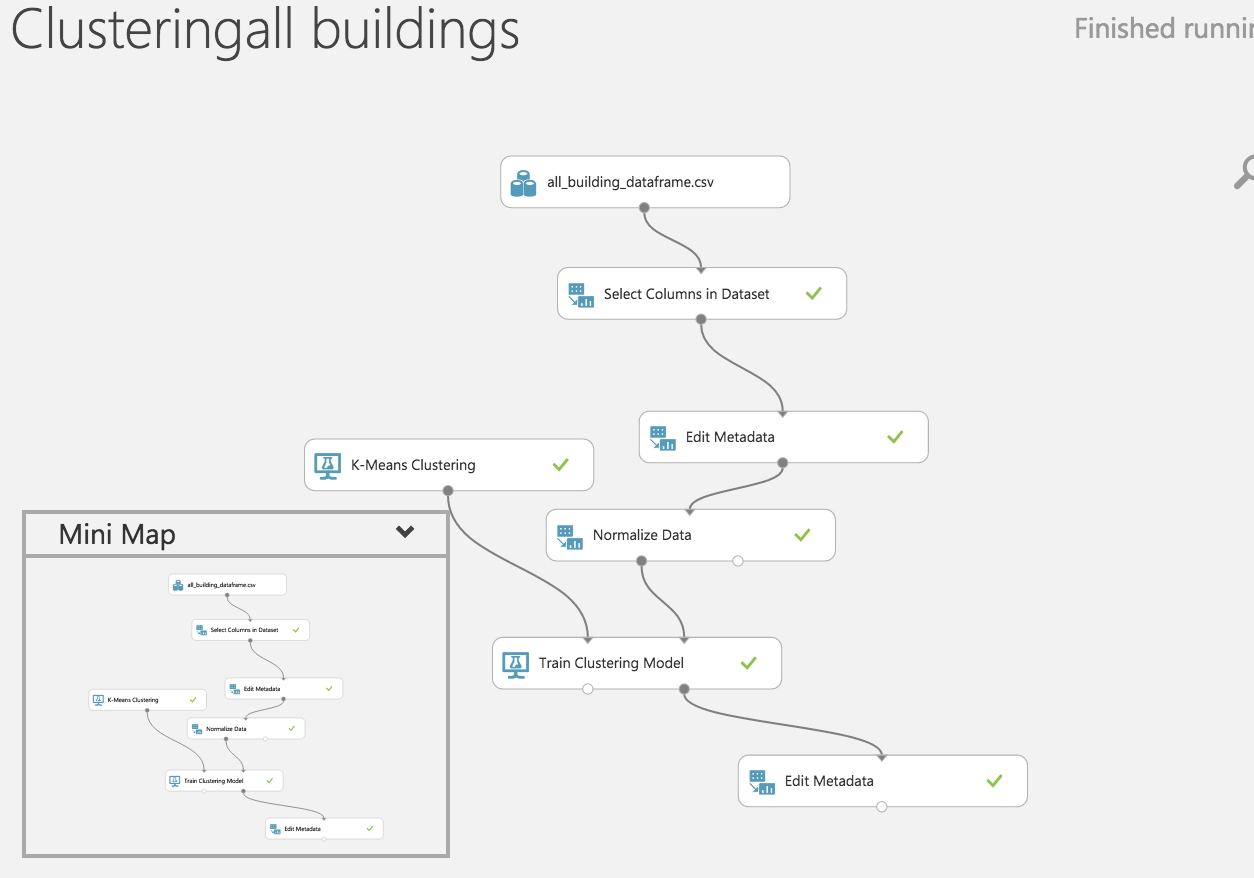 Clusteringall buildings
Finished runnin
all_building_dataframe.csv
Select Columns in Dataset
Edit Metadata
K-Means Clustering
Normalize Data
Train Clustering Model
Edit Metadata
Mini Map
all_building_dataframe.csv
Select Columns in Dataset
Edit Metadata
K-Means Clustering
Normalize Data
Train Clustering Model
Edit Metadata